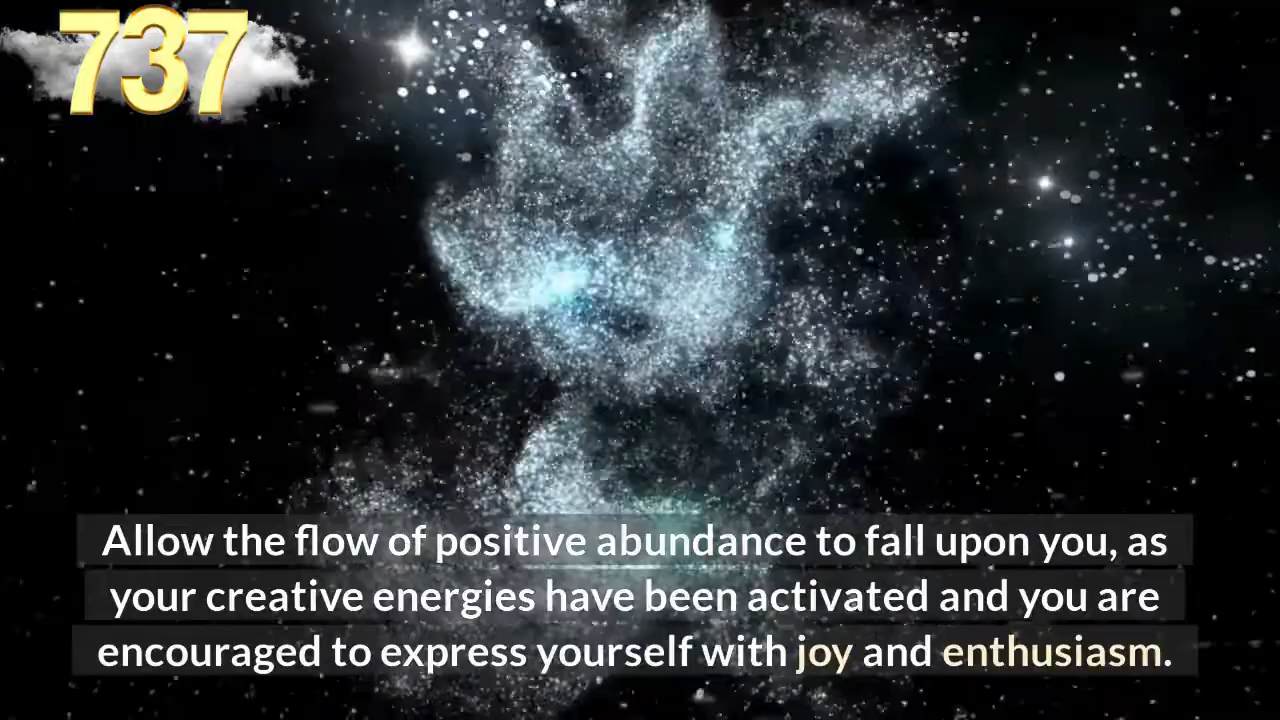 737
Allow the flow of positive abundance to fall upon you, as
your creative energies have been activated and you are
encouraged to express yourself with joy and enthusiasm.